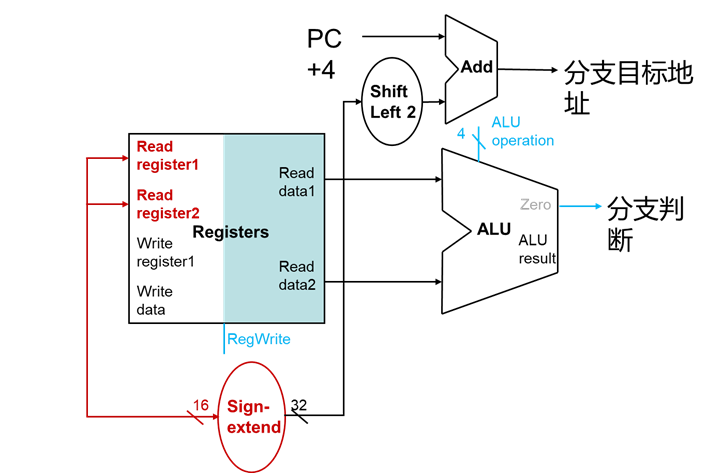 PC
+4
Add
分支目标地
址
Shift
Left 2
4
ALU
operation
Read
register1
Read
data1
Read
register2
Zero
分支判
断
Registers
ALU
Write
register1
ALU
result
Read
data2
Write
data
RegWrite
16
Sign-
extend
32